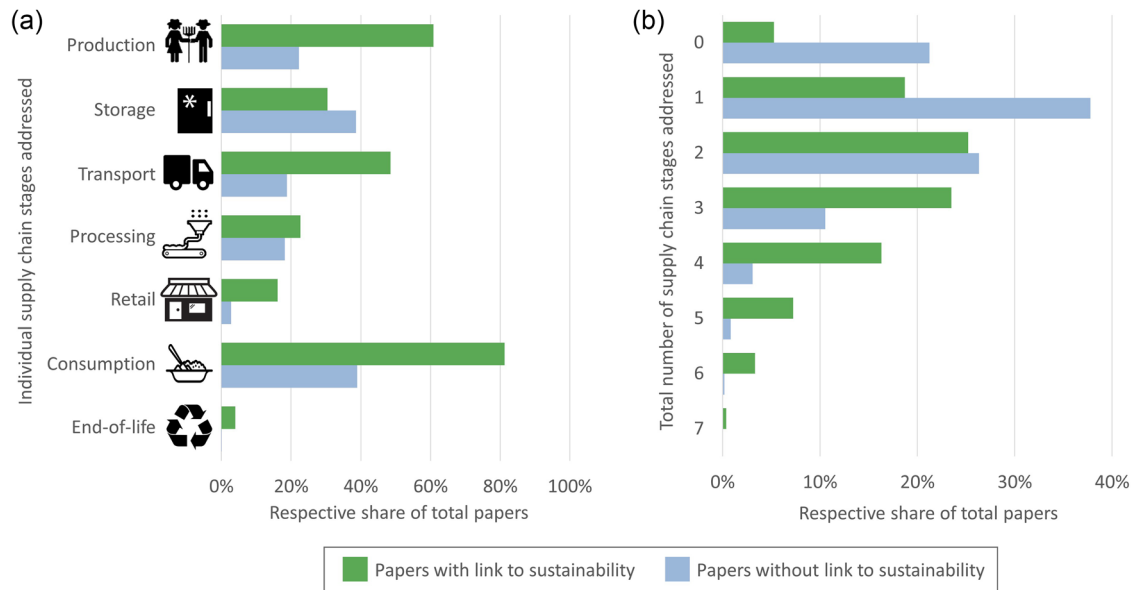 (a)
Individual supply chain stages addressed
Production
Storage
Transport
Processing
Retail
Consumption
End-of-life
0% 20% 40% 60% 80% 100%
Respective share of total papers
(b)
Total number of supply chain stages addressed
0
1
2
3
4
5
6
7
0% 10% 20% 30% 40%
Respective share of total papers
Papers with link to sustainability
Papers without link to sustainability